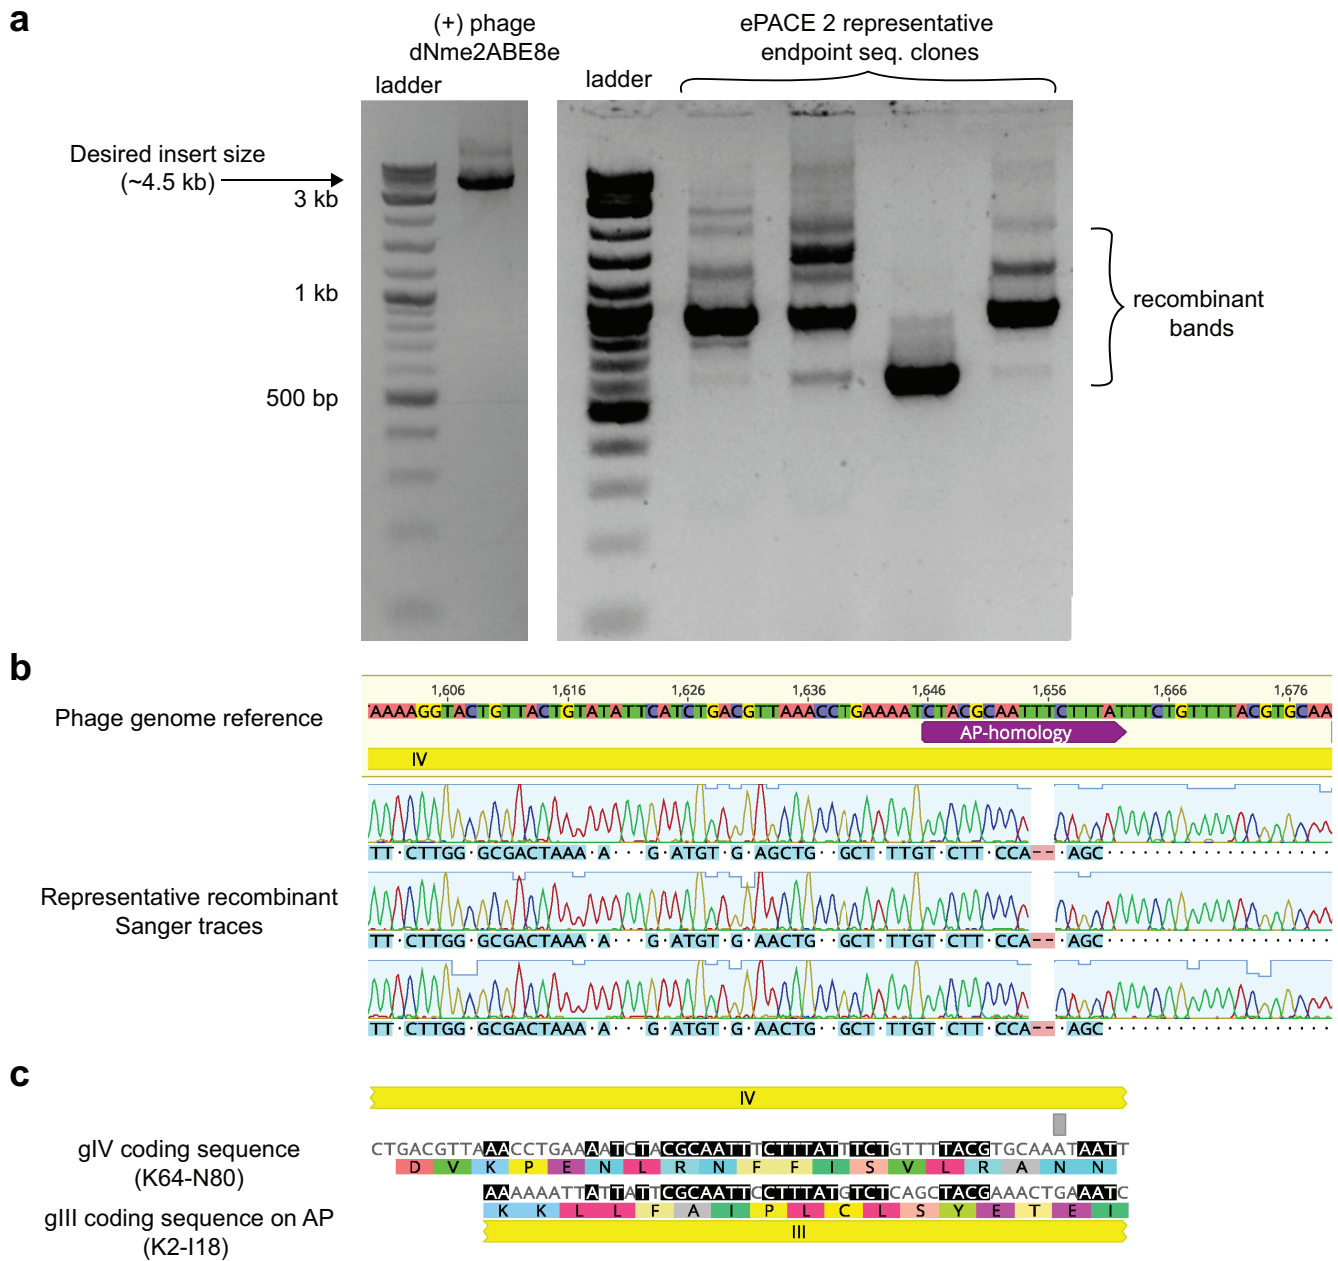 a
(+) phage
dNme2ABE8e
ePACE 2 representative
endpoint seq. clones
ladder
ladder
Desired insert size
(~4.5 kb)
3 kb
1 kb
500 bp
recombinant
bands
b
Phage genome reference
1,606 1,616 1,626 1,636 1,646 1,656 1,666 1,676
AAAAGGTACTGTTACTGTATATTCATCTGACGTTAAACCTGAAAATCTACGCAATTTCTTTATTTCTGTTTTACGTGCAA
AP-homology
IV
Representative recombinant
Sanger traces
TT·CTTGG·GCGACTAAA·A···G·ATGT·G·AGCTG··GCT·TTGT·CTT·CCA--·AGC···················
TT·CTTGG·GCGACTAAA·A···G·ATGT·G·AACTG··GCT·TTGT·CTT·CCA--·AGC···················
TT·CTTGG·GCGACTAAA·A···G·ATGT·G·AACTG··GCT·TTGT·CTT·CCA--·AGC···················
c
IV
gIV coding sequence
(K64-N80)
CTGACGTTAAACCTGAAAATCTACGCAATTTCTTTATTTCTGTTTTACGTGCAAATAATT
D V K P E N L R N F F I S V L R A N N
gIII coding sequence on AP
(K2-I18)
AAAAAATTATTATTCGCAATTCCTTTATGTCTCAGCTACGAAACTGAAATC
K K L L F A I P L C L S Y E T E I
III